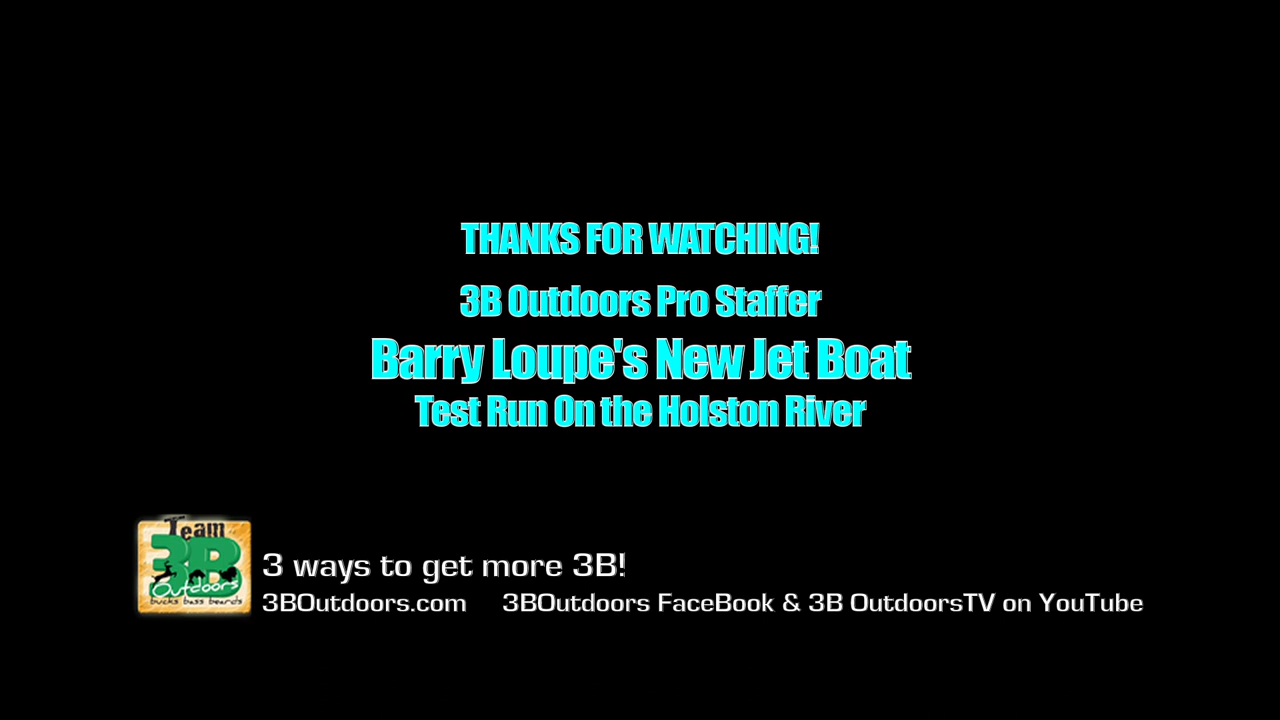 THANKS FOR WATCHING!
3B Outdoors Pro Staffer
Barry Loupe's New Jet Boat
Test Run On the Holston River
Team
3B
Outdoors
bucks bass beards
3 ways to get more 3B!
3BOutdoors.com 3BOutdoors FaceBook & 3B OutdoorsTV on YouTube